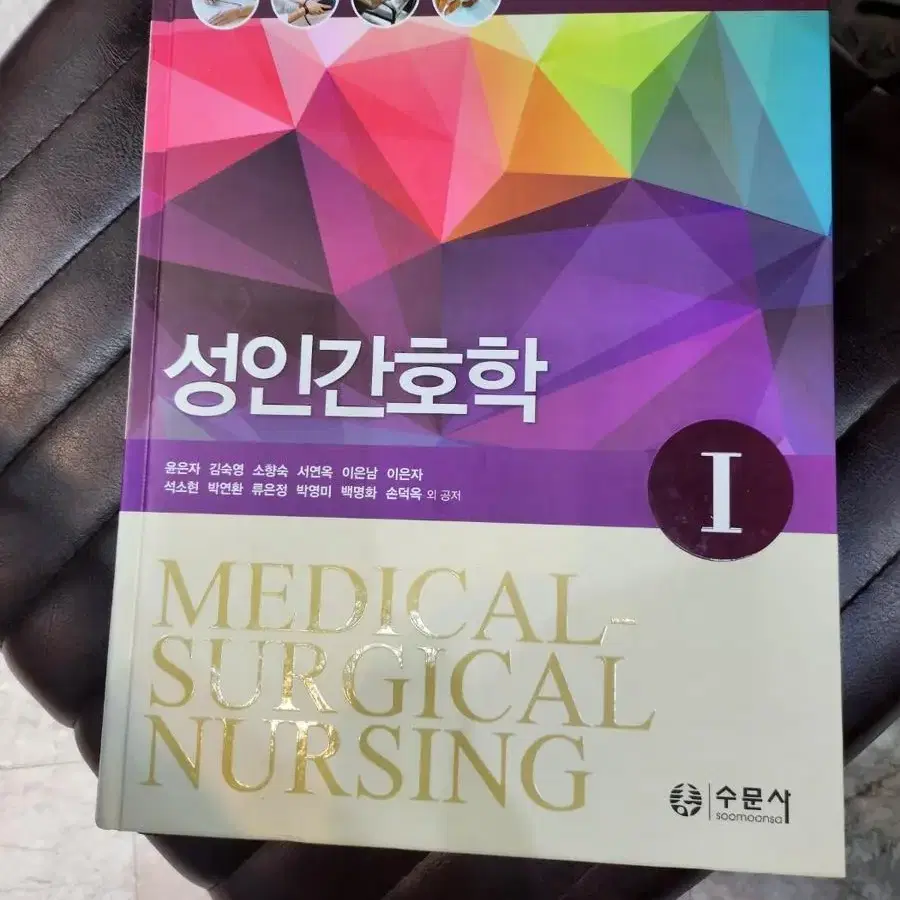 성인간호학
I
윤은자 김숙영 소향숙 서연옥 이은남 이은자
석소현 박연환 류은정 박영미 백명화 손덕옥 외 공저
MEDICAL-
SURGICAL
NURSING
수문사
soomoonsa